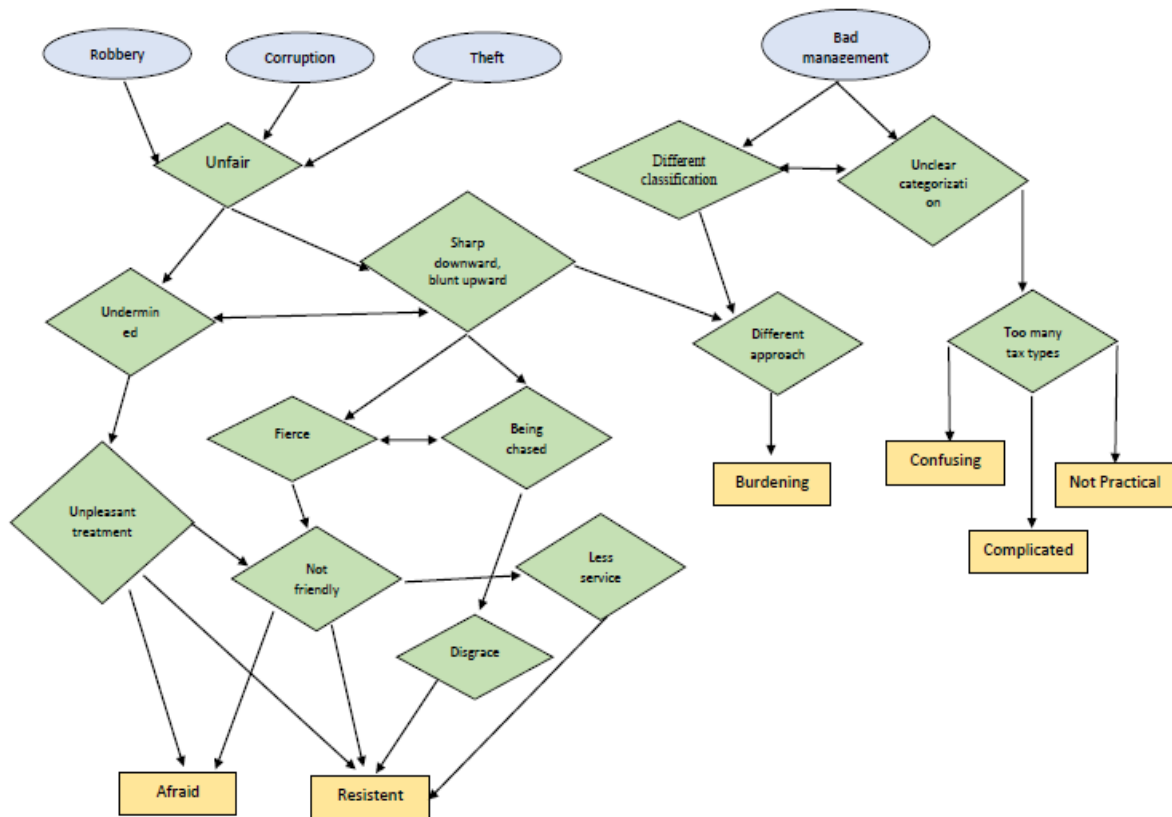 Robbery
Corruption
Theft
Bad
management
Unfair
Different
classification
Unclear
categorizati
on
Sharp
downward,
blunt upward
Undermin
ed
Different
approach
Too many
tax types
Fierce
Being
chased
Confusing
Burdening
Not Practical
Unpleasant
treatment
Complicated
Not
friendly
Less
service
Disgrace
Afraid
Resistent